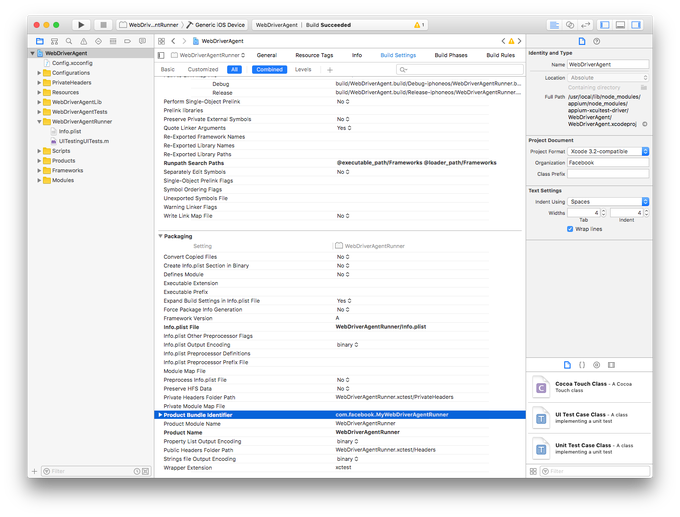 WebDriv...ntRunner
Generic iOS Device
WebDriverAgent
Build Succeeded
1
WebDriverAgent
WebDriverAgent
Config.xcconfig
Configurations
PrivateHeaders
Resources
WebDriverAgentLib
WebDriverAgentTests
WebDriverAgentRunner
Info.plist
UITestingUITests.m
Scripts
Products
Frameworks
Modules
Filter
WebDriverAgentRunner
General
Resource Tags
Info
Build Settings
Build Phases
Build Rules
Basic
Customized
All
Combined
Levels
+
Debug build/WebDriverAgent.build/Debug-iphoneos/WebDriverAgent.b...
Release build/WebDriverAgent.build/Release-iphoneos/WebDriverAgent...
Perform Single-Object Prelink No
Prelink libraries
Preserve Private External Symbols No
Quote Linker Arguments Yes
Re-Exported Framework Names
Re-Exported Library Names
Re-Exported Library Paths
Runpath Search Paths @executable_path/Frameworks @loader_path/Frameworks
Separately Edit Symbols No
Single-Object Prelink Flags
Symbol Ordering Flags
Unexported Symbols File
Warning Linker Flags
Write Link Map File No
Packaging
Setting WebDriverAgentRunner
Convert Copied Files No
Create Info.plist Section in Binary No
Defines Module No
Executable Extension
Executable Prefix
Expand Build Settings in Info.plist File Yes
Force Package Info Generation No
Framework Version A
Info.plist File WebDriverAgentRunner/Info.plist
Info.plist Other Preprocessor Flags
Info.plist Output Encoding binary
Info.plist Preprocessor Definitions
Info.plist Preprocessor Prefix File
Module Map File
Preprocess Info.plist File No
Preserve HFS Data No
Private Headers Folder Path WebDriverAgentRunner.xctest/PrivateHeaders
Private Module Map File
Product Bundle Identifier com.facebook.MyWebDriverAgentRunner
Product Module Name WebDriverAgentRunner
Product Name WebDriverAgentRunner
Property List Output Encoding binary
Public Headers Folder Path WebDriverAgentRunner.xctest/Headers
Strings file Output Encoding binary
Wrapper Extension xctest
Identity and Type
Name WebDriverAgent
Location Absolute
Containing directory
Full Path /usr/local/lib/node_modules/
appium/node_modules/
appium-xcuitest-driver/
WebDriverAgent/
WebDriverAgent.xcodeproj
Project Document
Project Format Xcode 3.2-compatible
Organization Facebook
Class Prefix
Text Settings
Indent Using Spaces
Widths 4 4
Tab Indent
Wrap lines
{ }
C
Cocoa Touch Class - A Cocoa
Touch class
T
UI Test Case Class - A class
implementing a unit test
T
Unit Test Case Class - A class
implementing a unit test
Filter